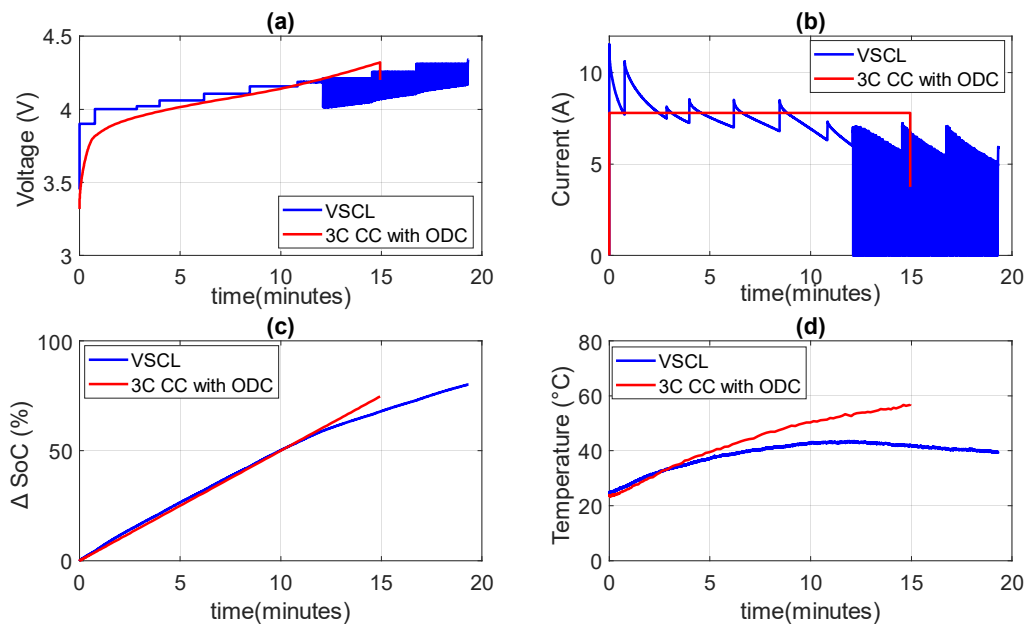 (a)
4.5
4
3.5
3
Voltage (V)
VSCL
3C CC with ODC
0 5 10 15 20
time(minutes)
(b)
10
5
0
Current (A)
VSCL
3C CC with ODC
0 5 10 15 20
time(minutes)
(c)
100
50
0
Δ SoC (%)
VSCL
3C CC with ODC
0 5 10 15 20
time(minutes)
(d)
80
60
40
20
0
Temperature (°C)
VSCL
3C CC with ODC
0 5 10 15 20
time(minutes)